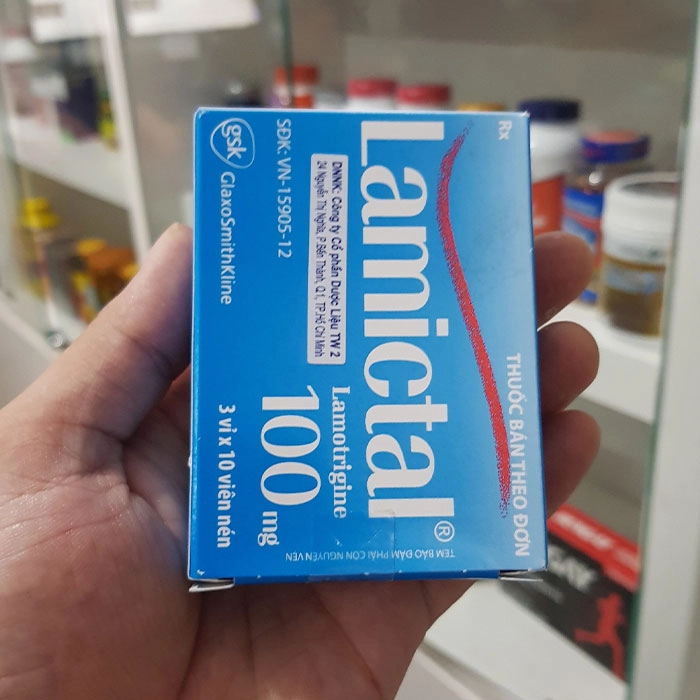 Rx
THUỐC BÁN THEO ĐƠN
Lamictal®
Lamotrigine
100 mg
3 vỉ x 10 viên nén
DNNK: Công ty Cổ phần Dược Liệu TW 2
24 Nguyễn Thị Nghĩa, P.Bến Thành, Q1, TP.Hồ Chí Minh
SĐK: VN-15905-12
gsk GlaxoSmithKline
TEM BẢO ĐẢM PHẢI CÒN NGUYÊN VẸN